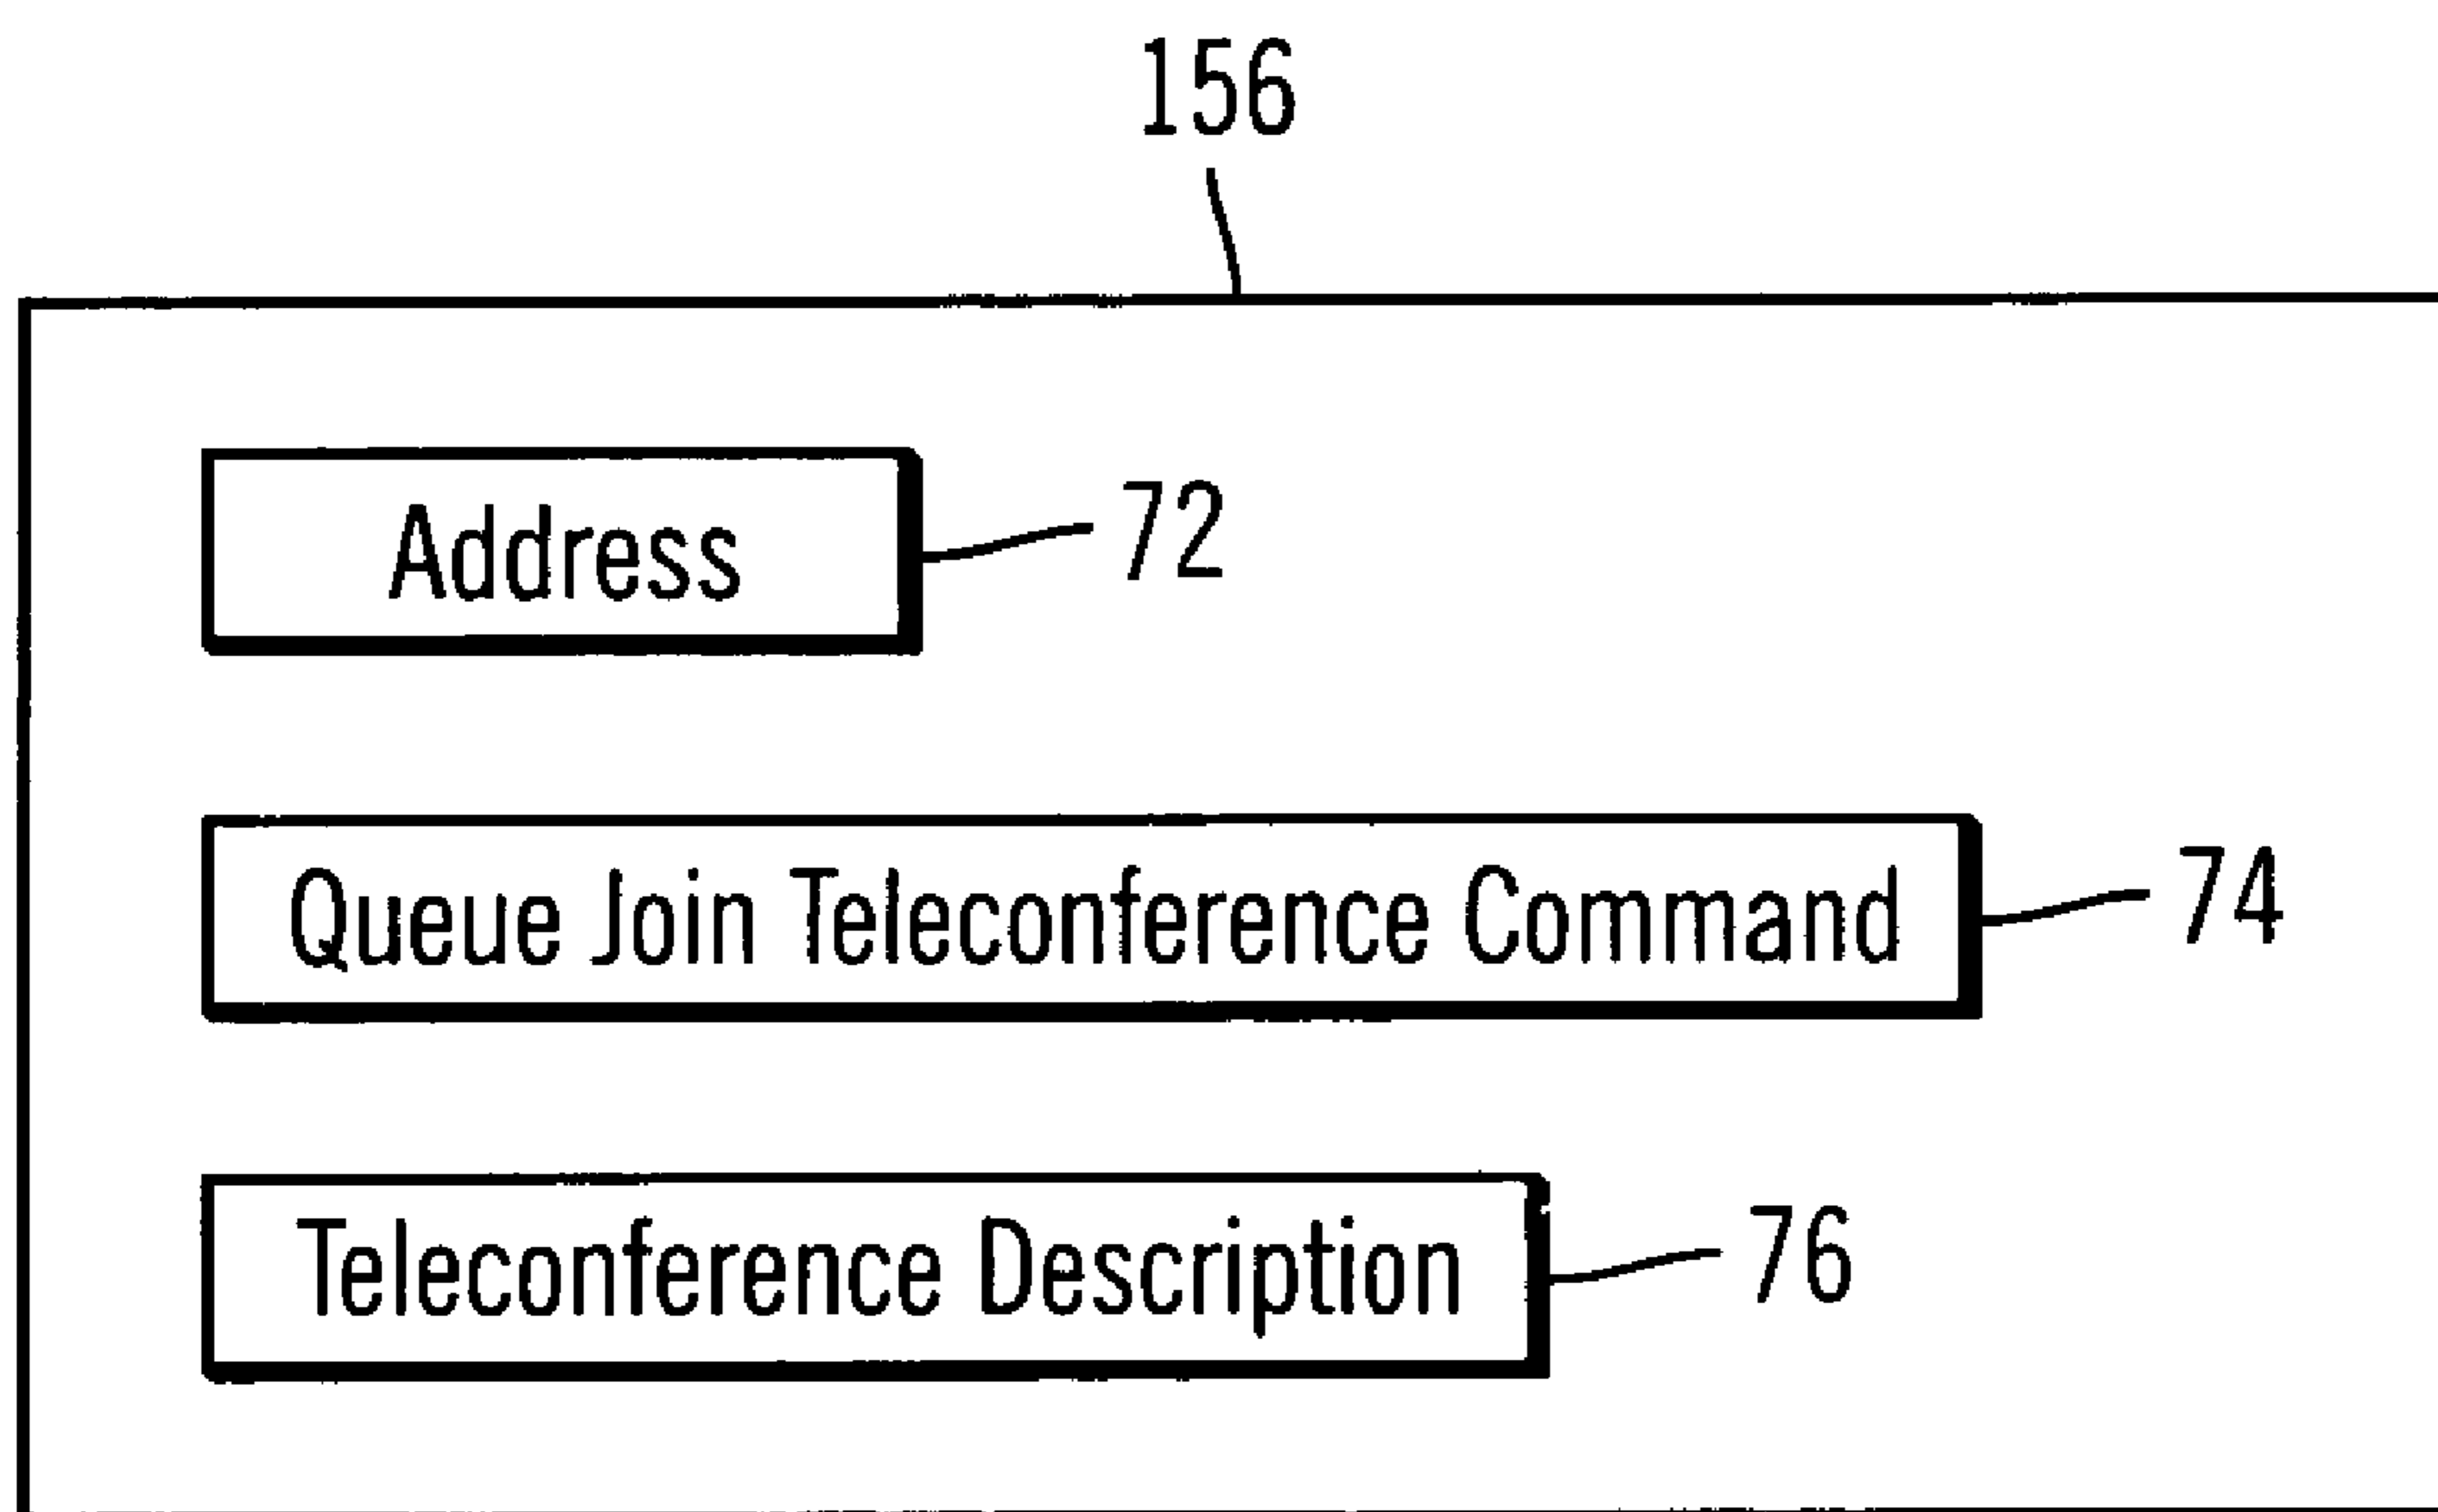 156
Address 72
Queue Join Teleconference Command 74
Teleconference Description 76